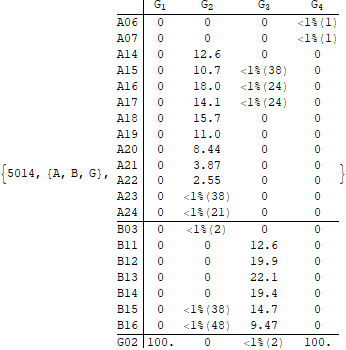 G₁ G₂ G₃ G₄
A06 0 0 0 <1%(1)
A07 0 0 0 <1%(1)
A14 0 12.6 0 0
A15 0 10.7 <1%(38) 0
A16 0 18.0 <1%(24) 0
A17 0 14.1 <1%(24) 0
A18 0 15.7 0 0
A19 0 11.0 0 0
A20 0 8.44 0 0
{5014, {A, B, G}, A21 0 3.87 0 0 }
A22 0 2.55 0 0
A23 0 <1%(38) 0 0
A24 0 <1%(21) 0 0
B03 0 <1%(2) 0 0
B11 0 0 12.6 0
B12 0 0 19.9 0
B13 0 0 22.1 0
B14 0 0 19.4 0
B15 0 <1%(38) 14.7 0
B16 0 <1%(48) 9.47 0
G02 100. 0 <1%(2) 100.